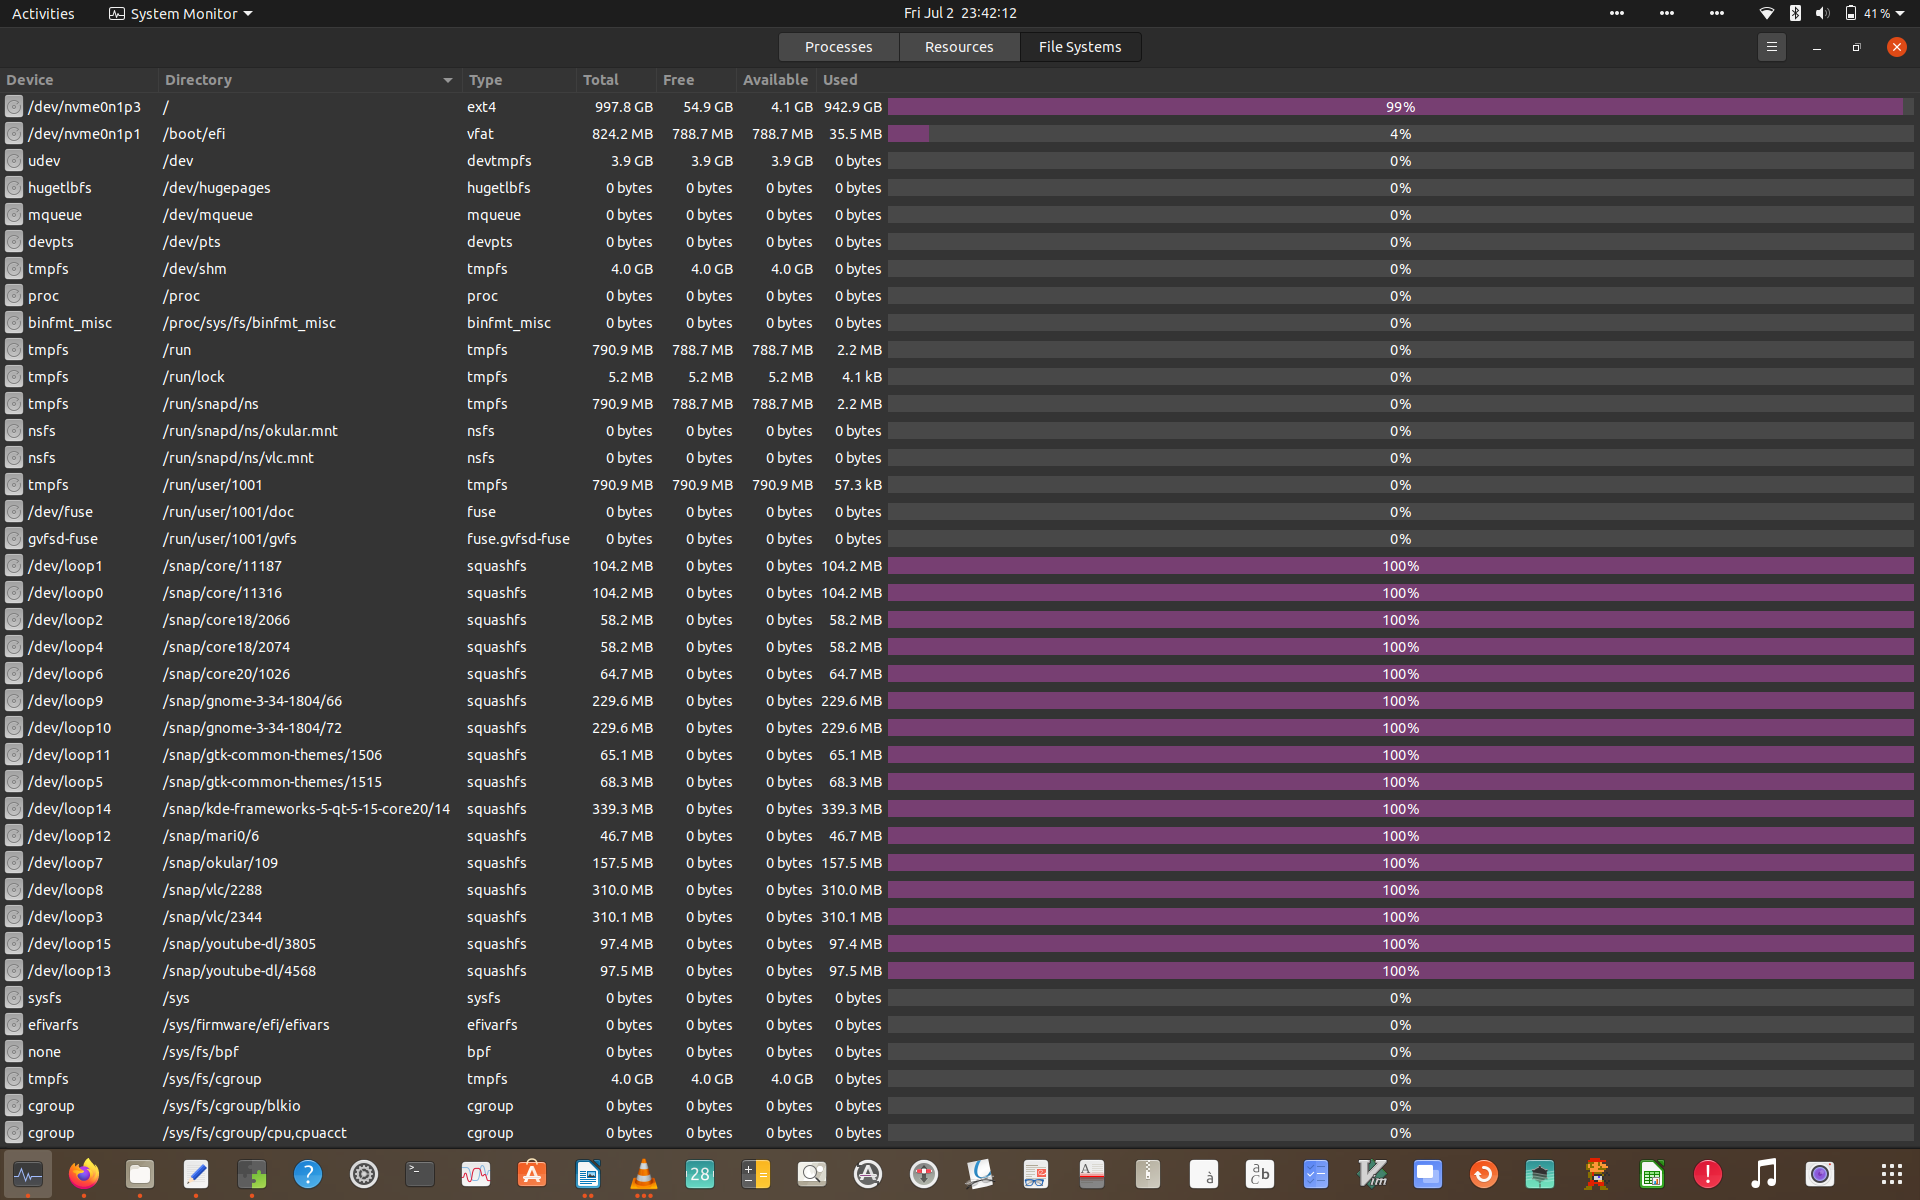 Activities System Monitor Fri Jul 2 23:42:12 41 %
Processes Resources File Systems
Device Directory Type Total Free Available Used
/dev/nvme0n1p3 / ext4 997.8 GB 54.9 GB 4.1 GB 942.9 GB 99%
/dev/nvme0n1p1 /boot/efi vfat 824.2 MB 788.7 MB 788.7 MB 35.5 MB 4%
udev /dev devtmpfs 3.9 GB 3.9 GB 3.9 GB 0 bytes 0%
hugetlbfs /dev/hugepages hugetlbfs 0 bytes 0 bytes 0 bytes 0 bytes 0%
mqueue /dev/mqueue mqueue 0 bytes 0 bytes 0 bytes 0 bytes 0%
devpts /dev/pts devpts 0 bytes 0 bytes 0 bytes 0 bytes 0%
tmpfs /dev/shm tmpfs 4.0 GB 4.0 GB 4.0 GB 0 bytes 0%
proc /proc proc 0 bytes 0 bytes 0 bytes 0 bytes 0%
binfmt_misc /proc/sys/fs/binfmt_misc binfmt_misc 0 bytes 0 bytes 0 bytes 0 bytes 0%
tmpfs /run tmpfs 790.9 MB 788.7 MB 788.7 MB 2.2 MB 0%
tmpfs /run/lock tmpfs 5.2 MB 5.2 MB 5.2 MB 4.1 kB 0%
tmpfs /run/snapd/ns tmpfs 790.9 MB 788.7 MB 788.7 MB 2.2 MB 0%
nsfs /run/snapd/ns/okular.mnt nsfs 0 bytes 0 bytes 0 bytes 0 bytes 0%
nsfs /run/snapd/ns/vlc.mnt nsfs 0 bytes 0 bytes 0 bytes 0 bytes 0%
tmpfs /run/user/1001 tmpfs 790.9 MB 790.9 MB 790.9 MB 57.3 kB 0%
/dev/fuse /run/user/1001/doc fuse 0 bytes 0 bytes 0 bytes 0 bytes 0%
gvfsd-fuse /run/user/1001/gvfs fuse.gvfsd-fuse 0 bytes 0 bytes 0 bytes 0 bytes 0%
/dev/loop1 /snap/core/11187 squashfs 104.2 MB 0 bytes 0 bytes 104.2 MB 100%
/dev/loop0 /snap/core/11316 squashfs 104.2 MB 0 bytes 0 bytes 104.2 MB 100%
/dev/loop2 /snap/core18/2066 squashfs 58.2 MB 0 bytes 0 bytes 58.2 MB 100%
/dev/loop4 /snap/core18/2074 squashfs 58.2 MB 0 bytes 0 bytes 58.2 MB 100%
/dev/loop6 /snap/core20/1026 squashfs 64.7 MB 0 bytes 0 bytes 64.7 MB 100%
/dev/loop9 /snap/gnome-3-34-1804/66 squashfs 229.6 MB 0 bytes 0 bytes 229.6 MB 100%
/dev/loop10 /snap/gnome-3-34-1804/72 squashfs 229.6 MB 0 bytes 0 bytes 229.6 MB 100%
/dev/loop11 /snap/gtk-common-themes/1506 squashfs 65.1 MB 0 bytes 0 bytes 65.1 MB 100%
/dev/loop5 /snap/gtk-common-themes/1515 squashfs 68.3 MB 0 bytes 0 bytes 68.3 MB 100%
/dev/loop14 /snap/kde-frameworks-5-qt-5-15-core20/14 squashfs 339.3 MB 0 bytes 0 bytes 339.3 MB 100%
/dev/loop12 /snap/mari0/6 squashfs 46.7 MB 0 bytes 0 bytes 46.7 MB 100%
/dev/loop7 /snap/okular/109 squashfs 157.5 MB 0 bytes 0 bytes 157.5 MB 100%
/dev/loop8 /snap/vlc/2288 squashfs 310.0 MB 0 bytes 0 bytes 310.0 MB 100%
/dev/loop3 /snap/vlc/2344 squashfs 310.1 MB 0 bytes 0 bytes 310.1 MB 100%
/dev/loop15 /snap/youtube-dl/3805 squashfs 97.4 MB 0 bytes 0 bytes 97.4 MB 100%
/dev/loop13 /snap/youtube-dl/4568 squashfs 97.5 MB 0 bytes 0 bytes 97.5 MB 100%
sysfs /sys sysfs 0 bytes 0 bytes 0 bytes 0 bytes 0%
efivarfs /sys/firmware/efi/efivars efivarfs 0 bytes 0 bytes 0 bytes 0 bytes 0%
none /sys/fs/bpf bpf 0 bytes 0 bytes 0 bytes 0 bytes 0%
tmpfs /sys/fs/cgroup tmpfs 4.0 GB 4.0 GB 4.0 GB 0 bytes 0%
cgroup /sys/fs/cgroup/blkio cgroup 0 bytes 0 bytes 0 bytes 0 bytes 0%
cgroup /sys/fs/cgroup/cpu,cpuacct cgroup 0 bytes 0 bytes 0 bytes 0 bytes 0%
28 à abc Vim